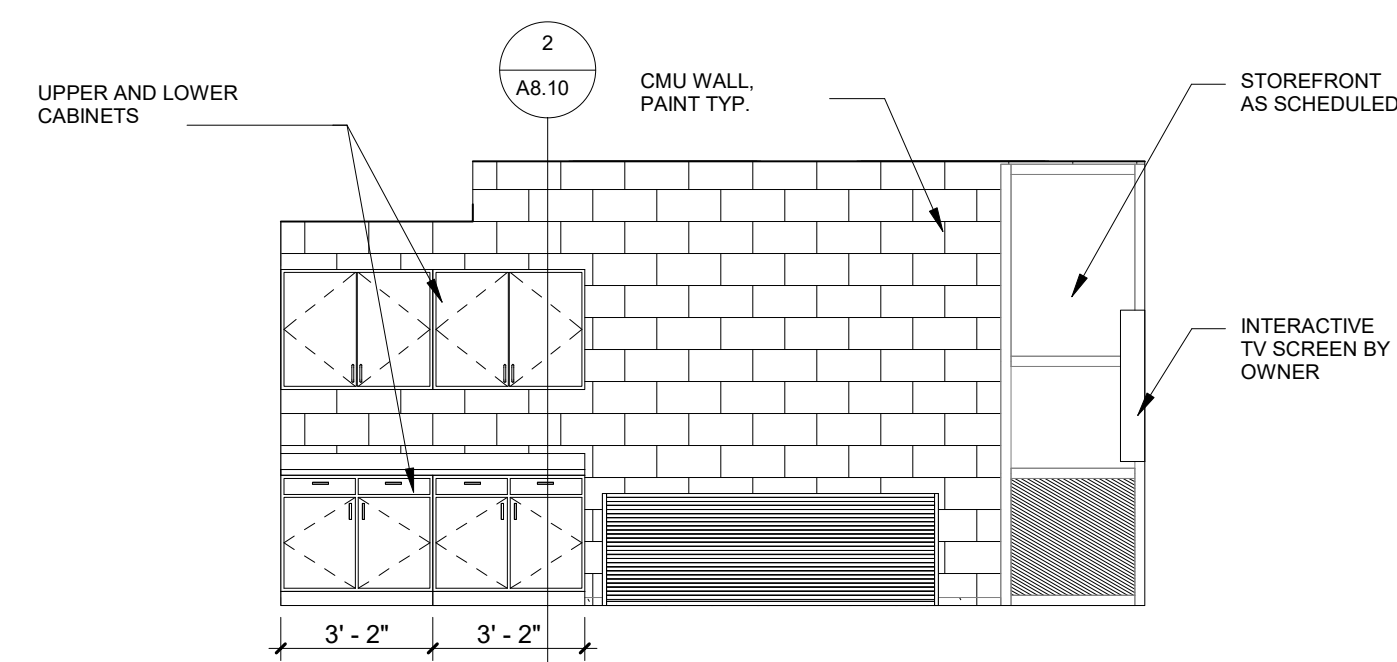 2
A8.10
UPPER AND LOWER
CABINETS
CMU WALL,
PAINT TYP.
STOREFRONT
AS SCHEDULED
INTERACTIVE
TV SCREEN BY
OWNER
3' - 2"
3' - 2"